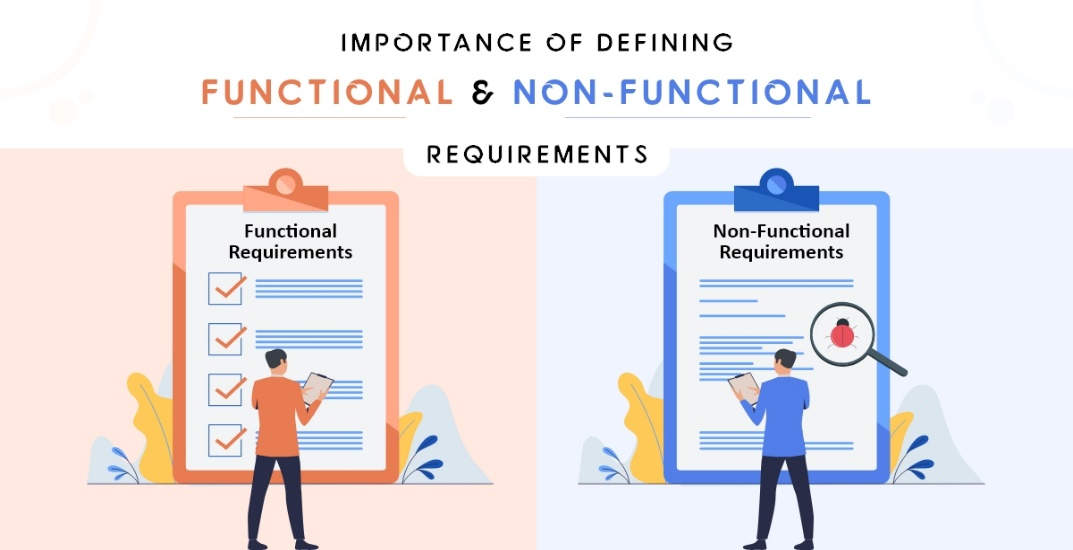 IMPORTANCE OF DEFINING
FUNCTIONAL & NON-FUNCTIONAL
REQUIREMENTS
Functional
Requirements
Non-Functional
Requirements